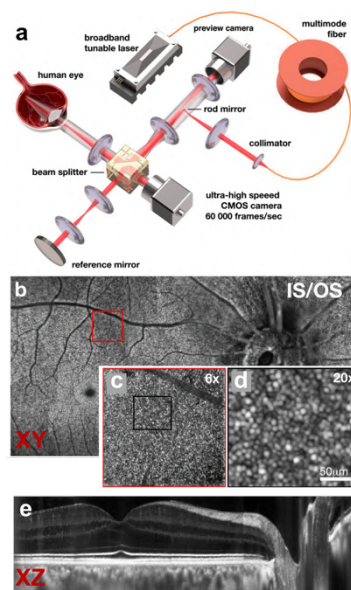 a
preview camera
broadband
tunable laser
multimode
fiber
human eye
rod mirror
collimator
beam splitter
ultra-high speeed
CMOS camera
60 000 frames/sec
reference mirror
b
IS/OS
XY
c
6x
d
20x
50μm
e
XZ